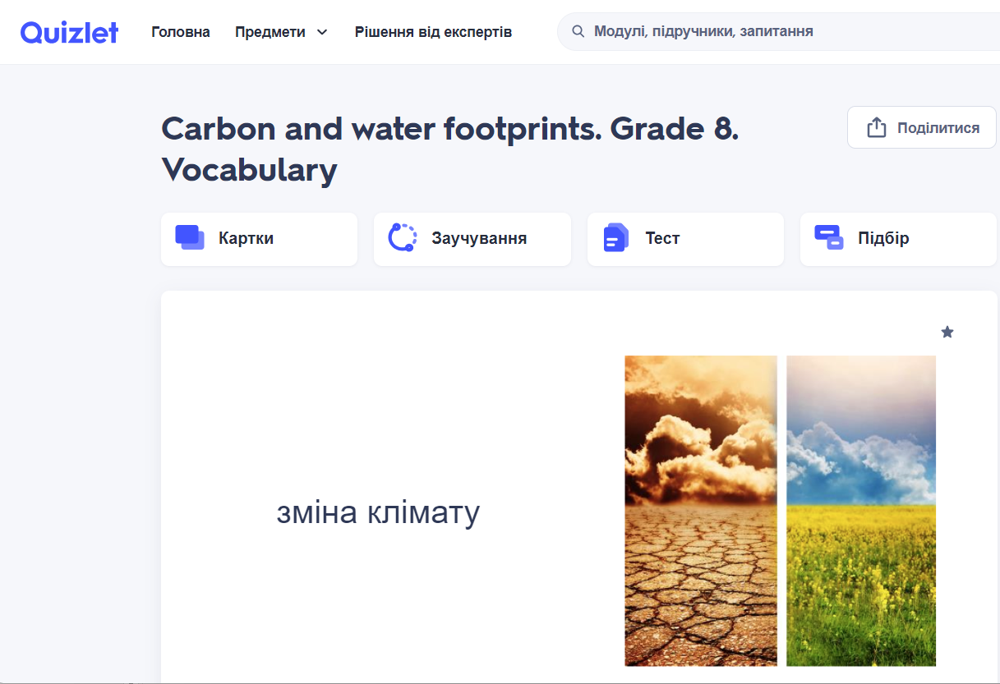 Quizlet
Головна
Предмети
Рішення від експертів
Модулі, підручники, запитання
Carbon and water footprints. Grade 8.
Vocabulary
Поділитися
Картки
Заучування
Тест
Підбір
зміна клімату